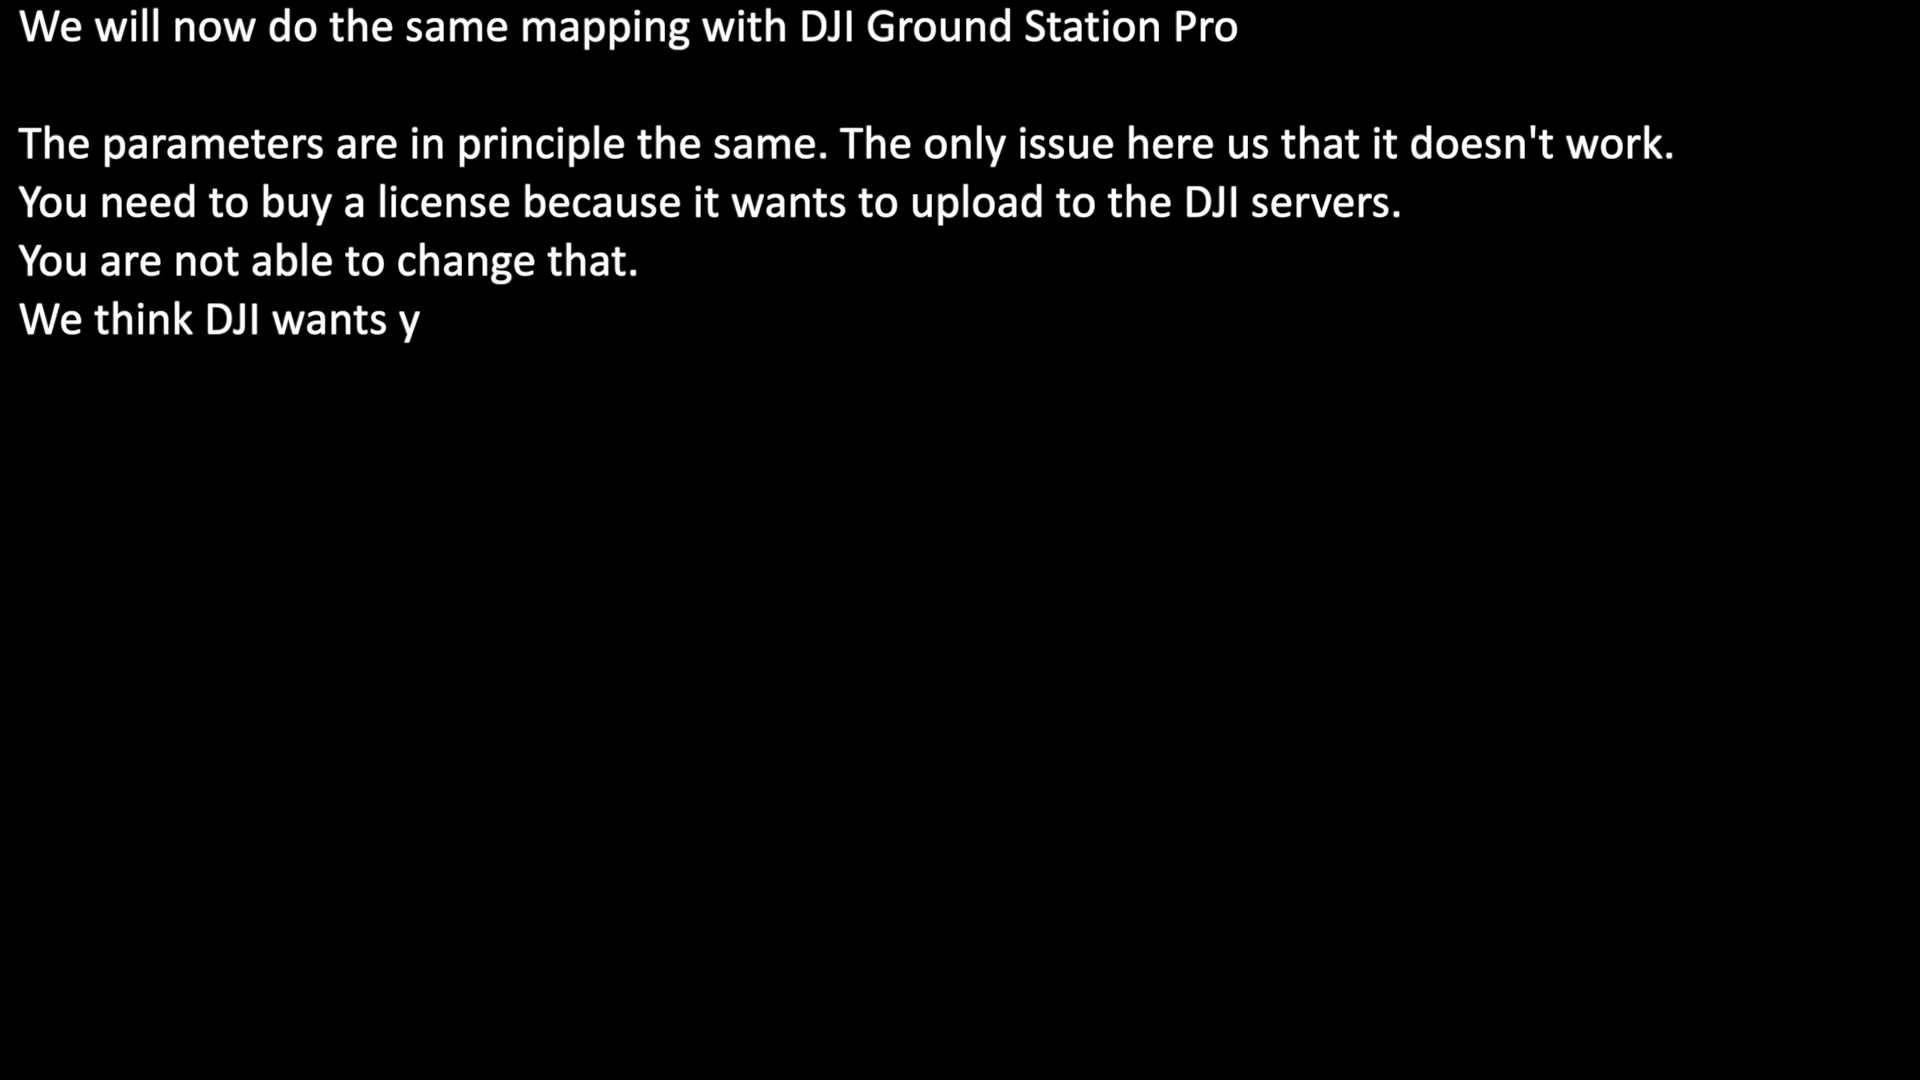 We will now do the same mapping with DJI Ground Station Pro
The parameters are in principle the same. The only issue here us that it doesn't work.
You need to buy a license because it wants to upload to the DJI servers.
You are not able to change that.
We think DJI wants y